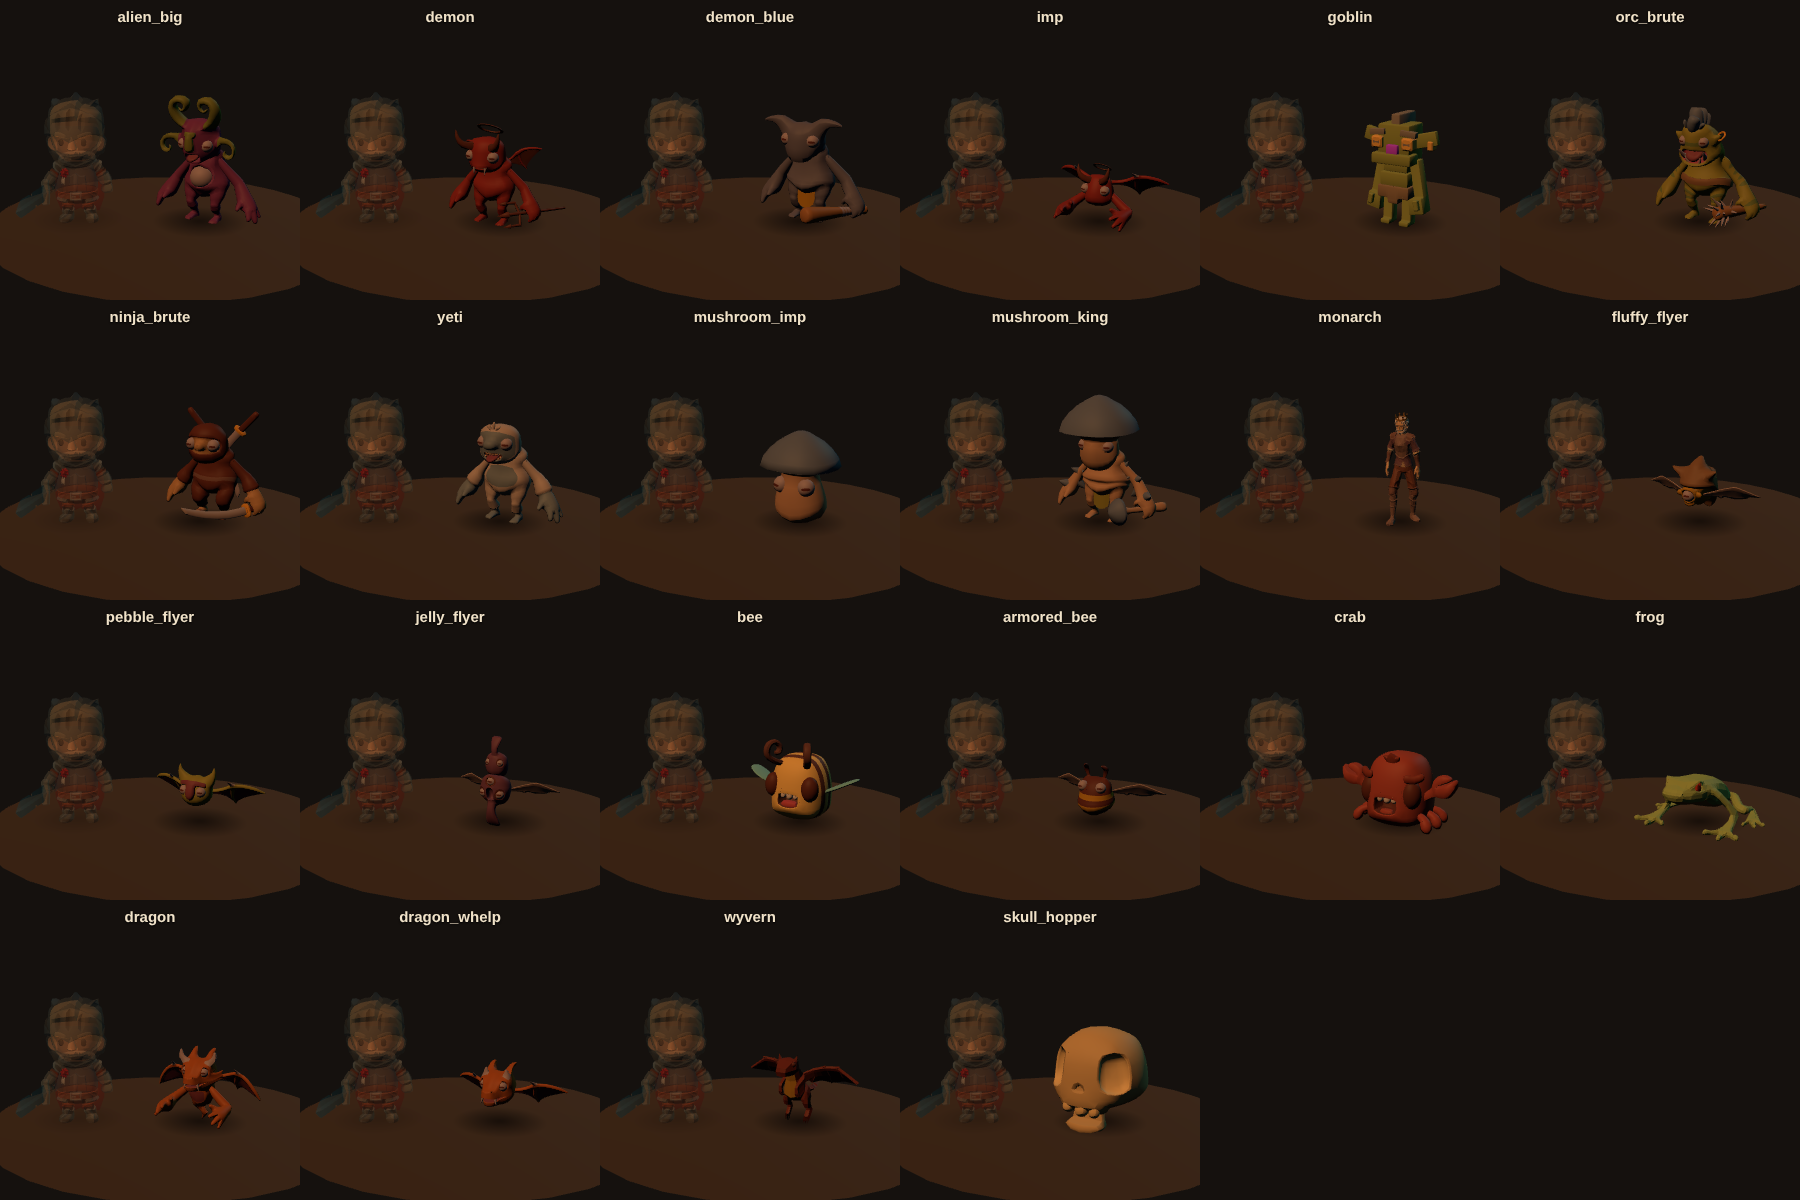 alien_big
demon
demon_blue
imp
goblin
orc_brute
ninja_brute
yeti
mushroom_imp
mushroom_king
monarch
fluffy_flyer
pebble_flyer
jelly_flyer
bee
armored_bee
crab
frog
dragon
dragon_whelp
wyvern
skull_hopper